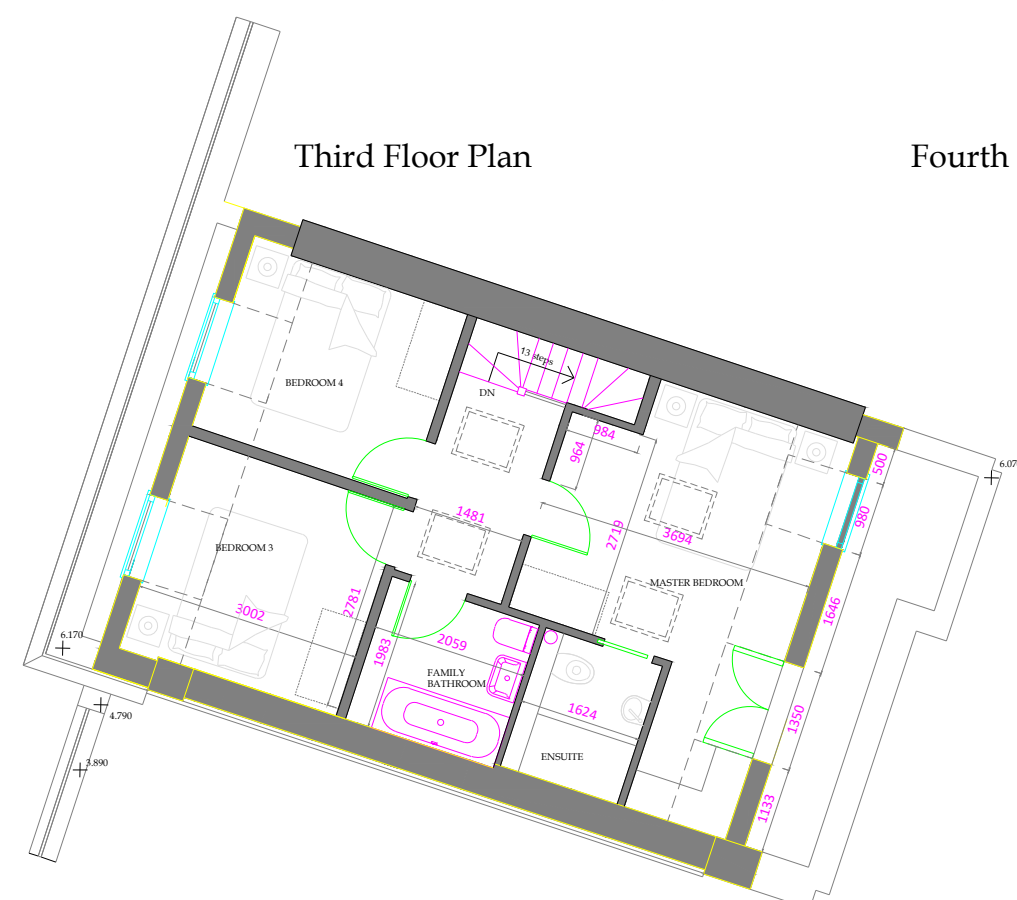 Third Floor Plan
Fourth
13 steps
DN
BEDROOM 4
984
964
500
6.07
980
1481
2719
3694
BEDROOM 3
MASTER BEDROOM
3002
2781
1646
6.170
1983
2059
FAMILY
BATHROOM
1624
1350
4.790
ENSUITE
3.890
1133